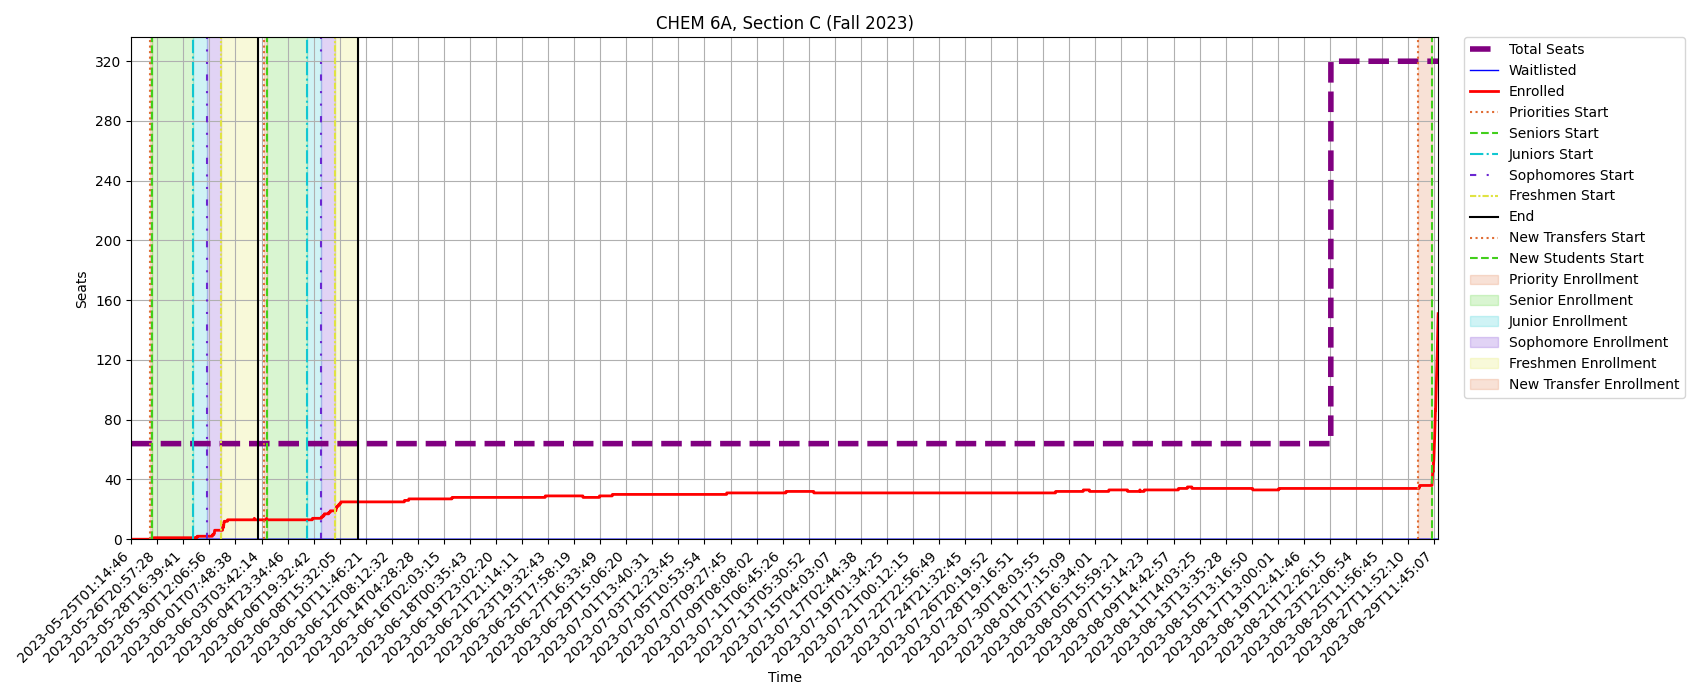 CHEM 6A, Section C (Fall 2023)
Seats
320
280
240
200
160
120
80
40
0
2023-05-25T01:14:46
2023-05-26T20:57:28
2023-05-28T16:39:41
2023-05-30T12:06:56
2023-06-01T07:48:38
2023-06-03T03:42:14
2023-06-04T23:34:46
2023-06-06T19:32:42
2023-06-08T15:32:05
2023-06-10T11:46:21
2023-06-12T08:12:32
2023-06-14T04:28:28
2023-06-16T02:03:15
2023-06-18T00:35:43
2023-06-19T23:02:20
2023-06-21T21:14:11
2023-06-23T19:32:43
2023-06-25T17:58:19
2023-06-27T16:33:49
2023-06-29T15:06:20
2023-07-01T13:40:31
2023-07-03T12:23:45
2023-07-05T10:53:54
2023-07-07T09:27:45
2023-07-09T08:08:02
2023-07-11T06:45:26
2023-07-13T05:30:52
2023-07-15T04:03:07
2023-07-17T02:44:38
2023-07-19T01:34:25
2023-07-21T00:12:15
2023-07-22T22:56:49
2023-07-24T21:32:45
2023-07-26T20:19:52
2023-07-28T19:16:51
2023-07-30T18:03:55
2023-08-01T17:15:09
2023-08-03T16:34:01
2023-08-05T15:59:21
2023-08-07T15:14:23
2023-08-09T14:42:57
2023-08-11T14:03:25
2023-08-13T13:35:28
2023-08-15T13:16:50
2023-08-17T13:00:01
2023-08-19T12:41:46
2023-08-21T12:26:15
2023-08-23T12:06:54
2023-08-25T11:56:45
2023-08-27T11:52:10
2023-08-29T11:45:07
Time
Total Seats
Waitlisted
Enrolled
Priorities Start
Seniors Start
Juniors Start
Sophomores Start
Freshmen Start
End
New Transfers Start
New Students Start
Priority Enrollment
Senior Enrollment
Junior Enrollment
Sophomore Enrollment
Freshmen Enrollment
New Transfer Enrollment